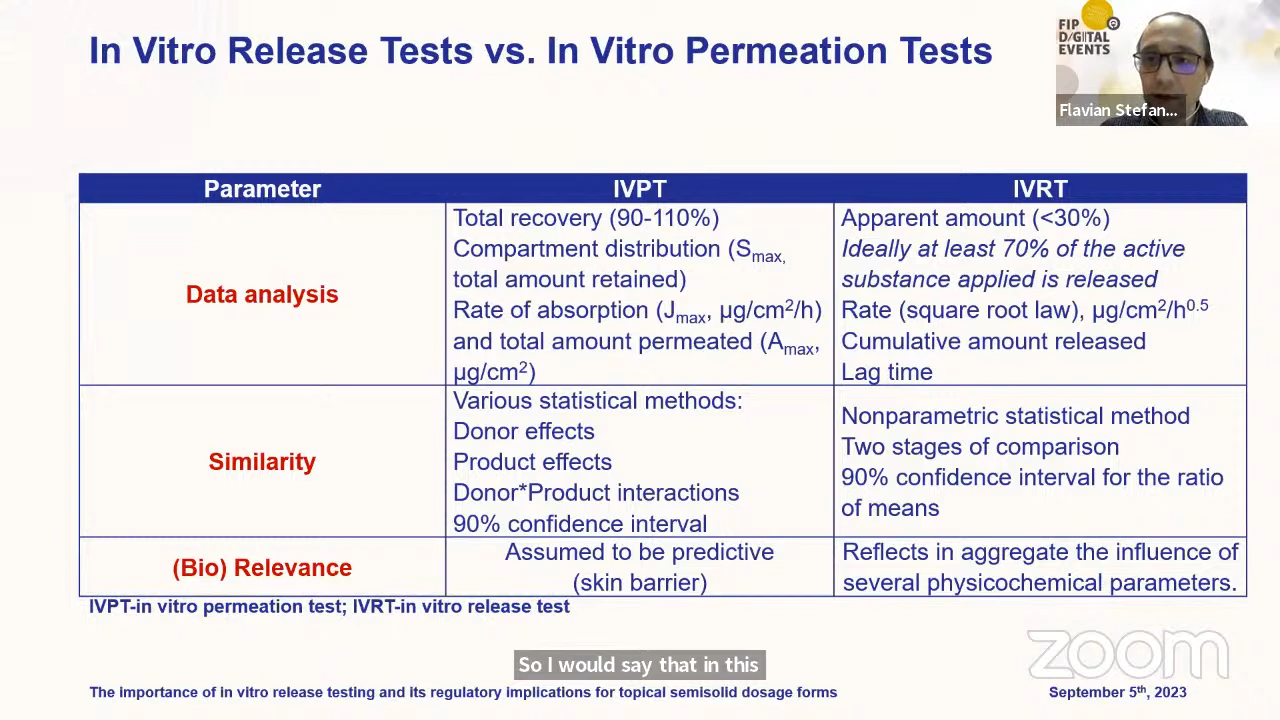 In Vitro Release Tests vs. In Vitro Permeation Tests
FIP
D/G!TAL
EVENTS
Flavian Stefan...
Parameter
IVPT
IVRT
Data analysis
Total recovery (90-110%)
Compartment distribution (Smax,
total amount retained)
Rate of absorption (Jmax, µg/cm²/h)
and total amount permeated (Amax,
µg/cm²)
Apparent amount (<30%)
Ideally at least 70% of the active
substance applied is released
Rate (square root law), µg/cm²/h⁰·⁵
Cumulative amount released
Lag time
Similarity
Various statistical methods:
Donor effects
Product effects
Donor*Product interactions
90% confidence interval
Nonparametric statistical method
Two stages of comparison
90% confidence interval for the ratio
of means
(Bio) Relevance
Assumed to be predictive
(skin barrier)
Reflects in aggregate the influence of
several physicochemical parameters.
IVPT-in vitro permeation test; IVRT-in vitro release test
So I would say that in this
zoom
The importance of in vitro release testing and its regulatory implications for topical semisolid dosage forms
September 5th, 2023